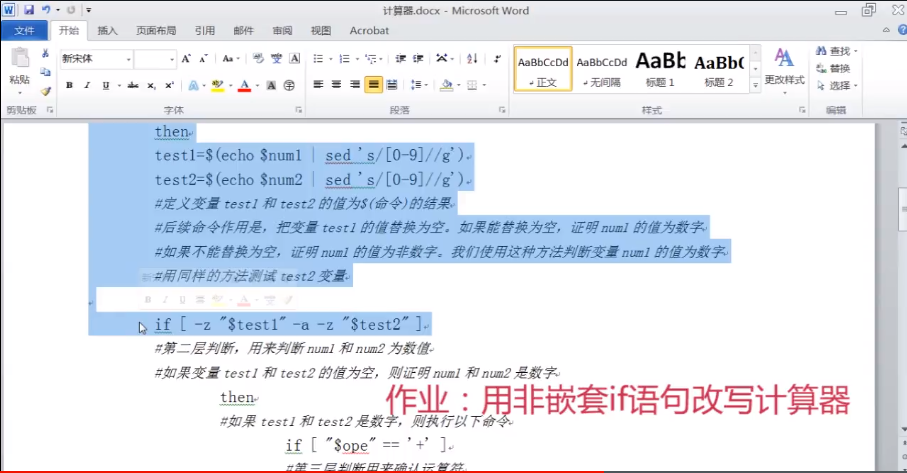 计算器.docx - Microsoft Word
文件 开始 插入 页面布局 引用 邮件 审阅 视图 Acrobat
新宋体
粘贴
AaBbCcDd AaBbCcDd AaBb AaBbC
正文 无间隔 标题 1 标题 2
更改样式
查找
替换
选择
剪贴板 字体 段落 样式 编辑
then
test1=$(echo $num1 | sed 's/[0-9]//g')
test2=$(echo $num2 | sed 's/[0-9]//g')
#定义变量 test1 和 test2 的值为$(命令)的结果
#后续命令作用是，把变量 test1 的值替换为空。如果能替换为空，证明 num1 的值为数字
#如果不能替换为空，证明 num1 的值为非数字。我们使用这种方法判断变量 num1 的值为数字
#用同样的方法测试 test2 变量
if [ -z "$test1" -a -z "$test2" ]
#第二层判断，用来判断 num1 和 num2 为数值
#如果变量 test1 和 test2 的值为空，则证明 num1 和 num2 是数字
then
作业：用非嵌套if语句改写计算器
#如果 test1 和 test2 是数字，则执行以下命令
if [ "$ope" == '+' ]
#第三层判断用来确认运算符